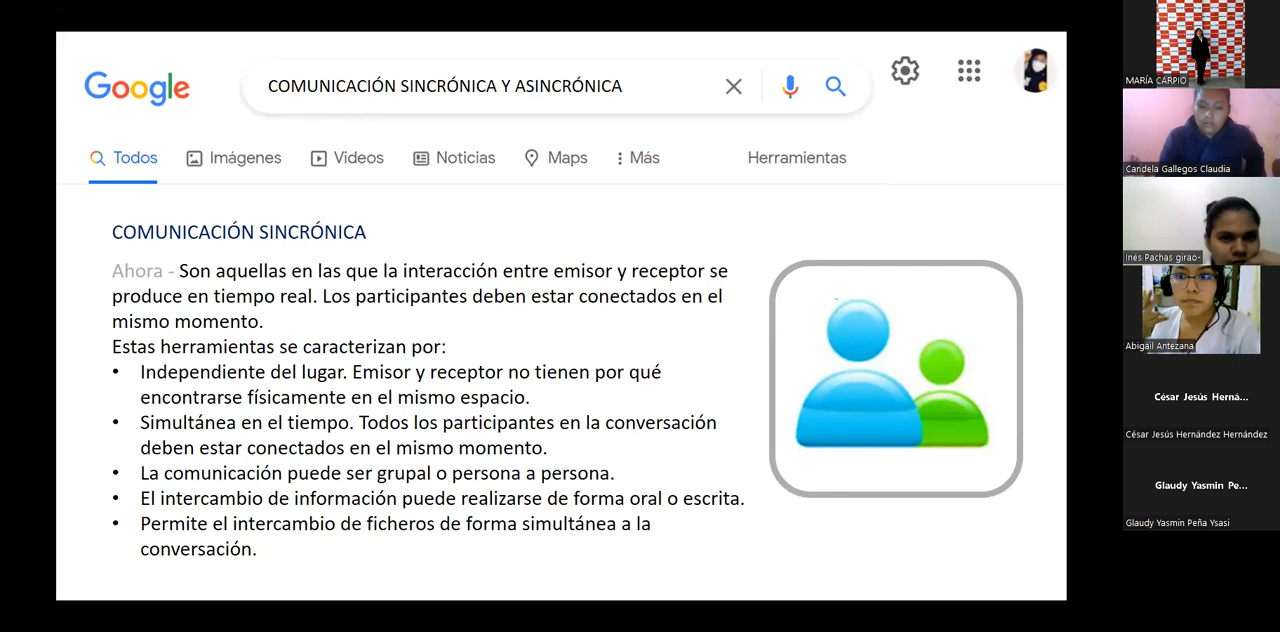 Google
COMUNICACIÓN SINCRÓNICA Y ASINCRÓNICA
Todos
Imágenes
Videos
Noticias
Maps
Más
Herramientas
COMUNICACIÓN SINCRÓNICA
Ahora - Son aquellas en las que la interacción entre emisor y receptor se
produce en tiempo real. Los participantes deben estar conectados en el
mismo momento.
Estas herramientas se caracterizan por:
• Independiente del lugar. Emisor y receptor no tienen por qué
encontrarse físicamente en el mismo espacio.
• Simultánea en el tiempo. Todos los participantes en la conversación
deben estar conectados en el mismo momento.
• La comunicación puede ser grupal o persona a persona.
• El intercambio de información puede realizarse de forma oral o escrita.
• Permite el intercambio de ficheros de forma simultánea a la
conversación.
MARÍA CARPIO
Candela Gallegos Claudia
Inés Pachas girao-
Abigail Antezana
César Jesús Herná...
César Jesús Hernández Hernández
Glaudy Yasmin Pe...
Glaudy Yasmin Peña Ysasi